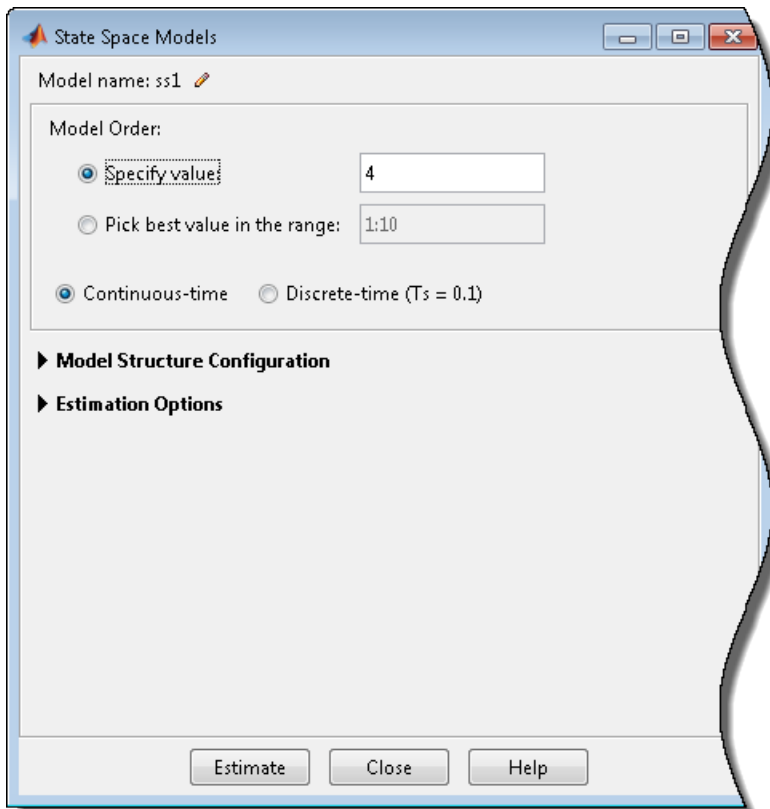 State Space Models
Model name: ss1
Model Order:
Specify value:
4
Pick best value in the range:
1:10
Continuous-time
Discrete-time (Ts = 0.1)
Model Structure Configuration
Estimation Options
Estimate
Close
Help